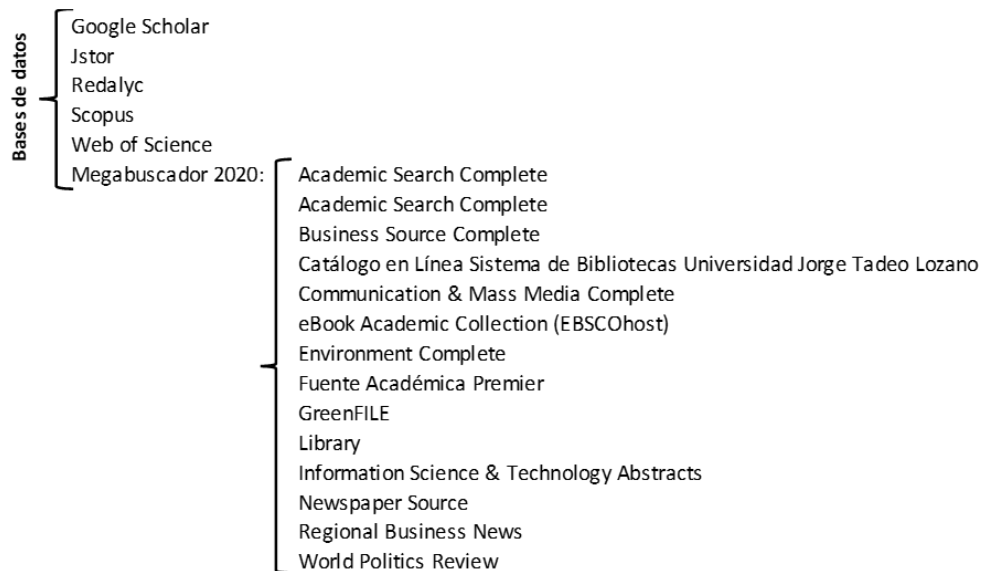 Bases de datos
Google Scholar
Jstor
Redalyc
Scopus
Web of Science
Megabuscador 2020:
Academic Search Complete
Academic Search Complete
Business Source Complete
Catálogo en Línea Sistema de Bibliotecas Universidad Jorge Tadeo Lozano
Communication & Mass Media Complete
eBook Academic Collection (EBSCOhost)
Environment Complete
Fuente Académica Premier
GreenFILE
Library
Information Science & Technology Abstracts
Newspaper Source
Regional Business News
World Politics Review